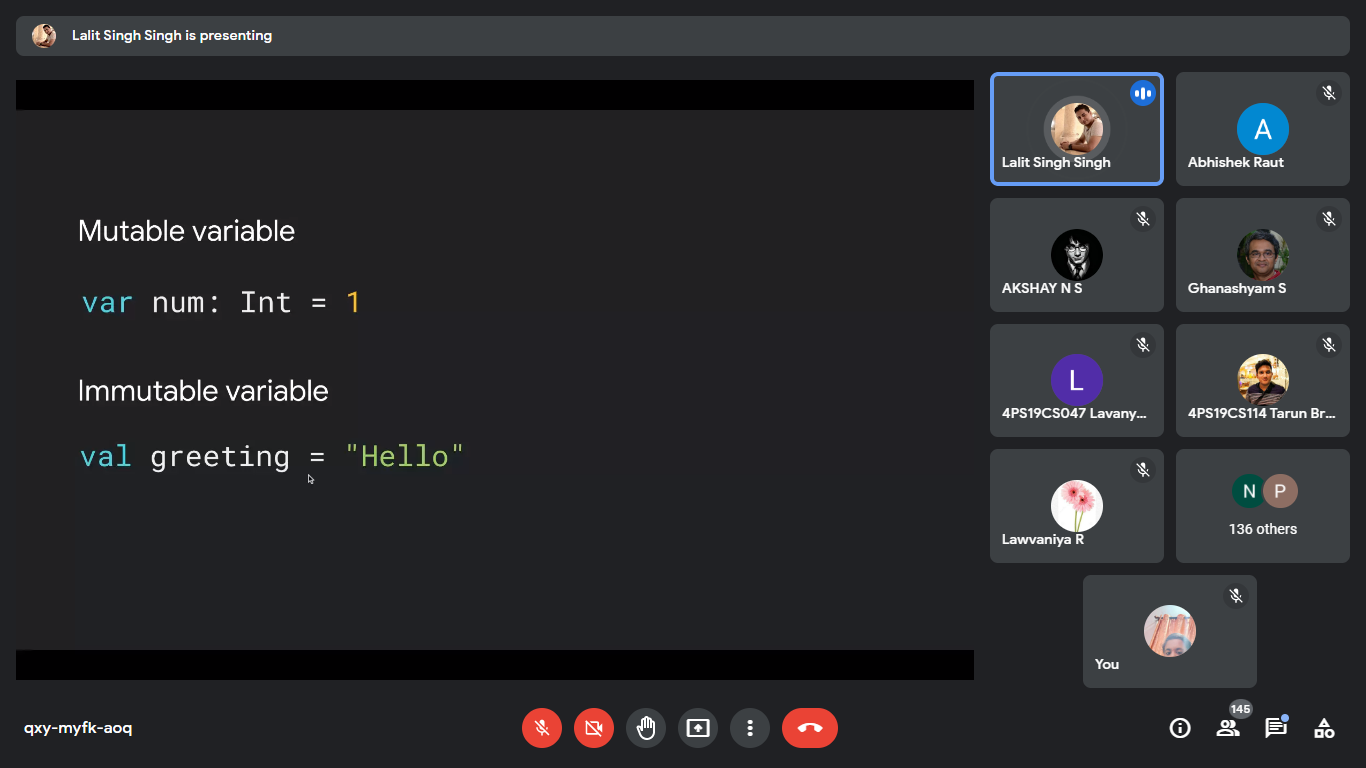 Lalit Singh Singh is presenting
Mutable variable
var num: Int = 1
Immutable variable
val greeting = "Hello"
Lalit Singh Singh
A
Abhishek Raut
AKSHAY N S
Ghanashyam S
L
4PS19CS047 Lavany...
4PS19CS114 Tarun Br...
Lawvaniya R
N P
136 others
You
qxy-myfk-aoq
145